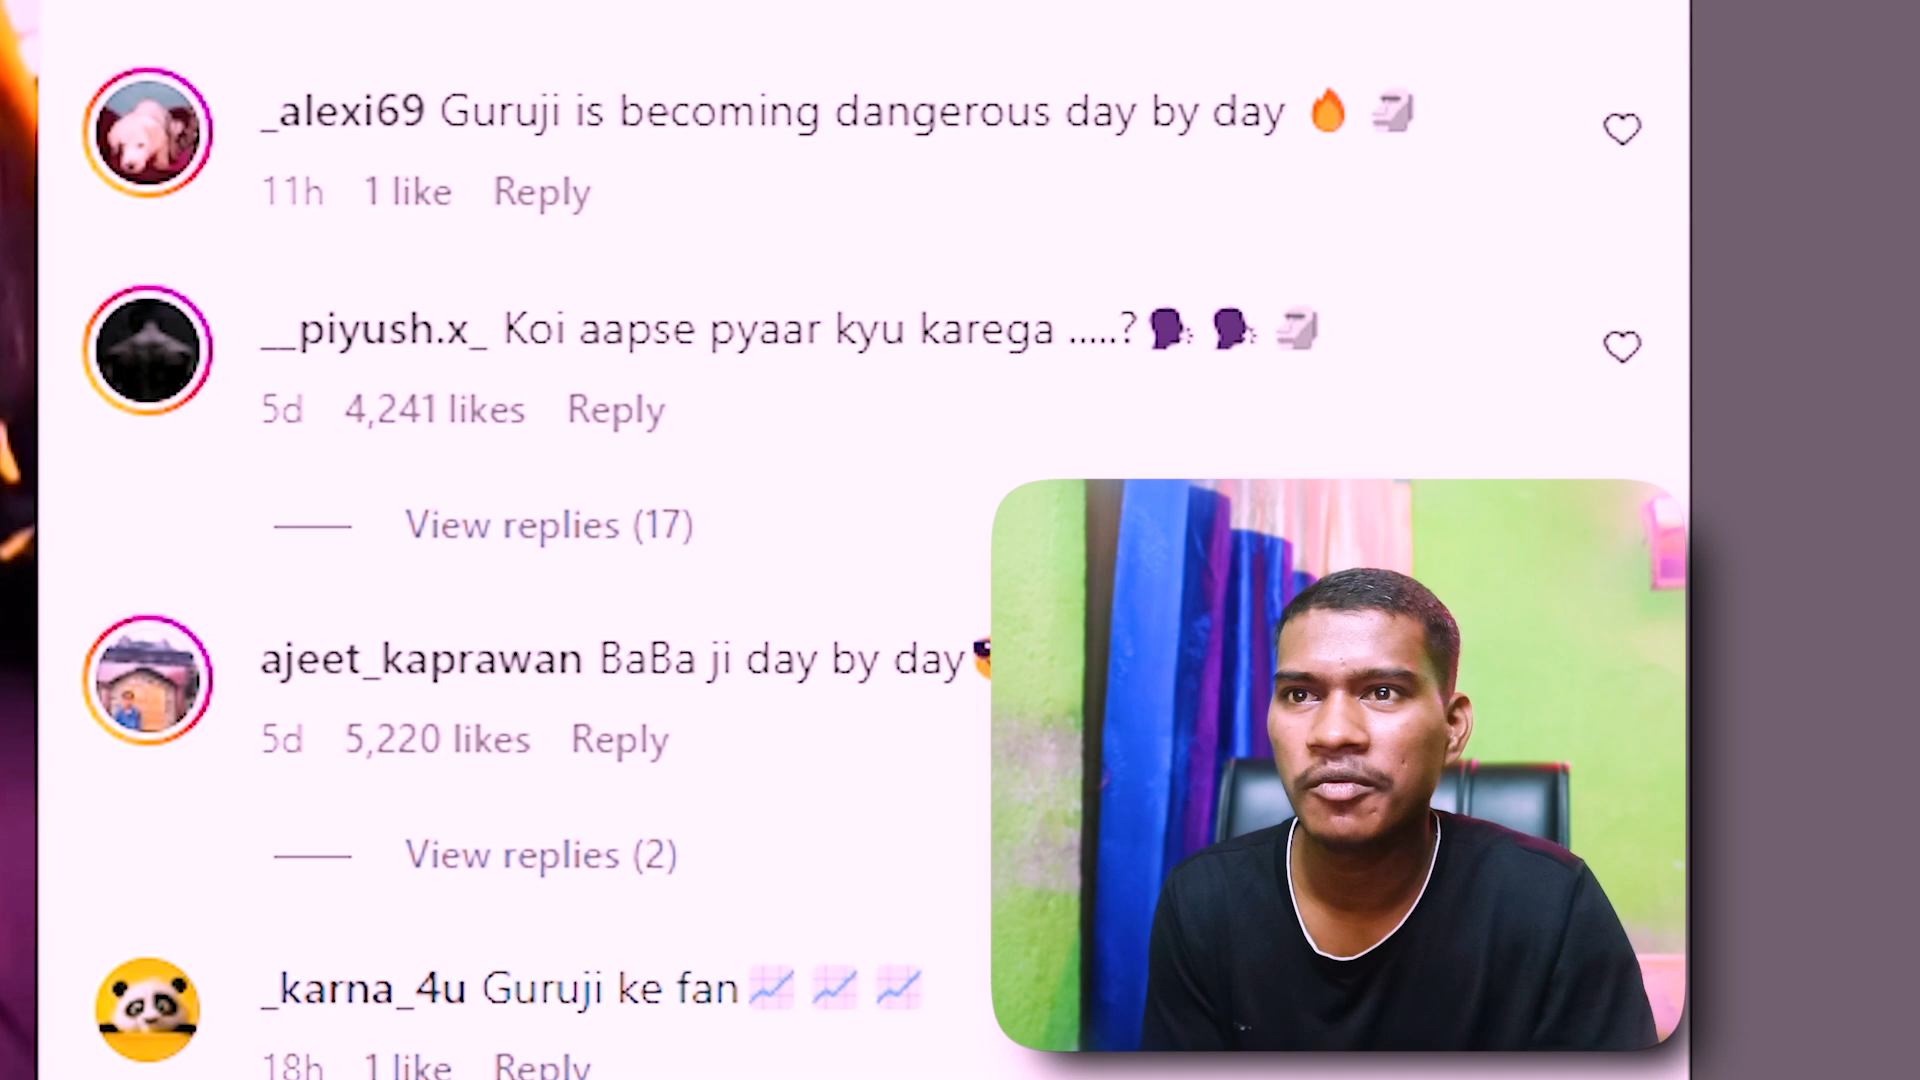 _alexi69 Guruji is becoming dangerous day by day 🔥 🗿
11h 1 like Reply
__piyush.x_ Koi aapse pyaar kyu karega .....?🗣 🗣 🗿
5d 4,241 likes Reply
View replies (17)
ajeet_kaprawan BaBa ji day by day
5d 5,220 likes Reply
View replies (2)
_karna_4u Guruji ke fan📈 📈 📈
18h 1 like Reply